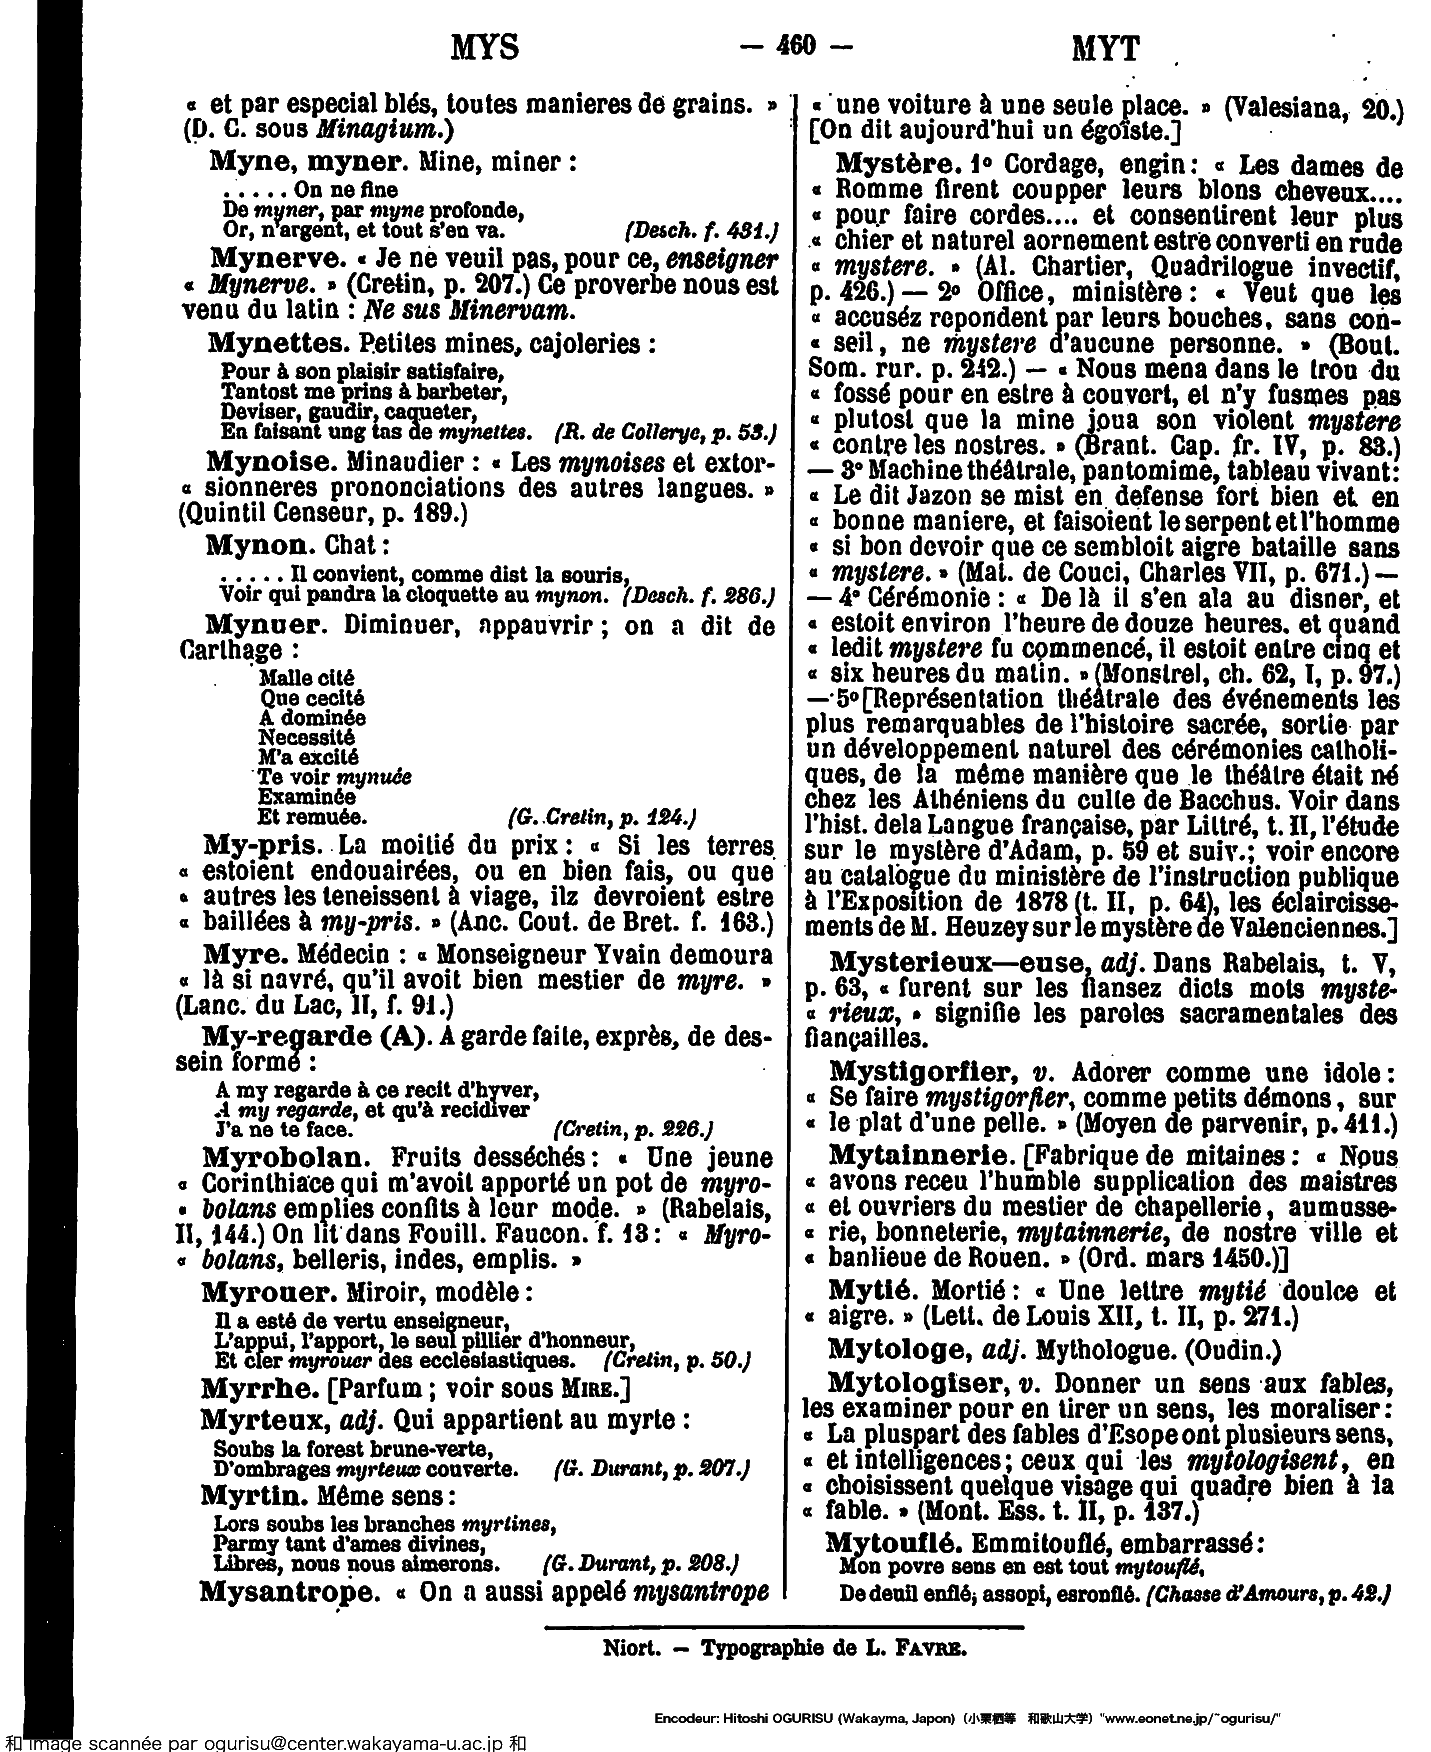 MYS — 460 — MYT
« et par especial blés, toutes manieres de grains. »
(D. C. sous Minagium.)
Myne, myner. Mine, miner :
. . . . . On ne fine
De myner, par myne profonde,
Or, n'argent, et tout s'en va. (Desch. f. 431.)
Mynerve. « Je ne veuil pas, pour ce, enseigner
« Mynerve. » (Cretin, p. 207.) Ce proverbe nous est
venu du latin : Ne sus Minervam.
Mynettes. Petites mines, cajoleries :
Pour à son plaisir satisfaire,
Tantost me prins à barbeter,
Deviser, gaudir, caqueter,
En faisant ung tas de mynettes. (R. de Collerye, p. 53.)
Mynoise. Minaudier : « Les mynoises et extor-
« sionneres prononciations des autres langues. »
(Quintil Censeur, p. 189.)
Mynon. Chat :
. . . . . Il convient, comme dist la souris,
Voir qui pandra la cloquette au mynon. (Desch. f. 286.)
Mynuer. Diminuer, appauvrir ; on a dit de
Carthage :
Malle cité
Que cecité
A dominée
Necessité
M'a excité
Te voir mynuée
Examinée
Et remuée. (G. Cretin, p. 124.)
My-pris. La moitié du prix : « Si les terres
« estoient endouairées, ou en bien fais, ou que
« autres les teneissent à viage, ilz devroient estre
« baillées à my-pris. » (Anc. Cout. de Bret. f. 163.)
Myre. Médecin : « Monseigneur Yvain demoura
« là si navré, qu'il avoit bien mestier de myre. »
(Lanc. du Lac, II, f. 91.)
My-regarde (A). A garde faite, exprès, de des-
sein formé :
A my regarde à ce recit d'hyver,
A my regarde, et qu'à recidiver
J'a ne te face. (Cretin, p. 226.)
Myrobolan. Fruits desséchés : « Une jeune
« Corinthiace qui m'avoit apporté un pot de myro-
« bolans emplies confits à leur mode. » (Rabelais,
II, 144.) On lit dans Fouill. Faucon. f. 13 : « Myro-
« bolans, belleris, indes, emplis. »
Myrouer. Miroir, modèle :
Il a esté de vertu enseigneur,
L'appui, l'apport, le seul pillier d'honneur,
Et cler myrouer des ecclesiastiques. (Cretin, p. 50.)
Myrrhe. [Parfum ; voir sous MIRE.]
Myrteux, adj. Qui appartient au myrte :
Soubs la forest brune-verte,
D'ombrages myrteux couverte. (G. Durant, p. 207.)
Myrtin. Même sens :
Lors soubs les branches myrtines,
Parmy tant d'ames divines,
Libres, nous nous aimerons. (G. Durant, p. 208.)
Mysantrope. « On a aussi appelé mysantrope
« une voiture à une seule place. » (Valesiana, 20.)
[On dit aujourd'hui un égoïste.]
Mystère. 1º Cordage, engin : « Les dames de
« Romme firent coupper leurs blons cheveux....
« pour faire cordes.... et consentirent leur plus
« chier et naturel aornement estre converti en rude
« mystere. » (Al. Chartier, Quadrilogue invectif,
p. 426.) — 2º Office, ministère : « Veut que les
« accuséz repondent par leurs bouches, sans con-
« seil, ne mystere d'aucune personne. » (Bout.
Som. rur. p. 242.) — « Nous mena dans le trou du
« fossé pour en estre à couvert, et n'y fusmes pas
« plutost que la mine joua son violent mystere
« contre les nostres. » (Brant. Cap. fr. IV, p. 83.)
— 3º Machine théâtrale, pantomime, tableau vivant :
« Le dit Jazon se mist en defense fort bien et en
« bonne maniere, et faisoient le serpent et l'homme
« si bon devoir que ce sembloit aigre bataille sans
« mystere. » (Mat. de Couci, Charles VII, p. 671.) —
— 4º Cérémonie : « De là il s'en ala au disner, et
« estoit environ l'heure de douze heures. et quand
« ledit mystere fu commencé, il estoit entre cinq et
« six heures du matin. » (Monstrel, ch. 62, I, p. 97.)
— 5º [Représentation théâtrale des événements les
plus remarquables de l'histoire sacrée, sortie par
un développement naturel des cérémonies catholi-
ques, de la même manière que le théâtre était né
chez les Athéniens du culte de Bacchus. Voir dans
l'hist. dela Langue française, par Littré, t. II, l'étude
sur le mystère d'Adam, p. 59 et suiv.; voir encore
au catalogue du ministère de l'instruction publique
à l'Exposition de 1878 (t. II, p. 64), les éclaircisse-
ments de M. Heuzey sur le mystère de Valenciennes.]
Mysterieux—euse, adj. Dans Rabelais, t. V,
p. 63, « furent sur les fiansez dicts mots myste-
« rieux, » signifie les paroles sacramentales des
fiançailles.
Mystigorfier, v. Adorer comme une idole :
« Se faire mystigorfier, comme petits démons, sur
« le plat d'une pelle. » (Moyen de parvenir, p. 411.)
Mytainnerie. [Fabrique de mitaines : « Nous
« avons receu l'humble supplication des maistres
« et ouvriers du mestier de chapellerie, aumusse-
« rie, bonneterie, mytainnerie, de nostre ville et
« banlieue de Rouen. » (Ord. mars 1450.)]
Mytié. Mortié : « Une lettre mytié doulce et
« aigre. » (Lett. de Louis XII, t. II, p. 271.)
Mytologe, adj. Mythologue. (Oudin.)
Mytologiser, v. Donner un sens aux fables,
les examiner pour en tirer un sens, les moraliser :
« La pluspart des fables d'Esope ont plusieurs sens,
« et intelligences ; ceux qui les mytologisent, en
« choisissent quelque visage qui quadre bien à la
« fable. » (Mont. Ess. t. II, p. 137.)
Mytouflé. Emmitouflé, embarrassé :
Mon povre sens en est tout mytouflé,
De deuil enflé; assopi, esronflé. (Chasse d'Amours, p. 42.)
Niort. — Typographie de L. FAVRE.
Encodeur: Hitoshi OGURISU (Wakayma, Japon) (小栗栖等 和歌山大学) "www.eonet.ne.jp/~ogurisu/"
和 image scannée par ogurisu@center.wakayama-u.ac.jp 和